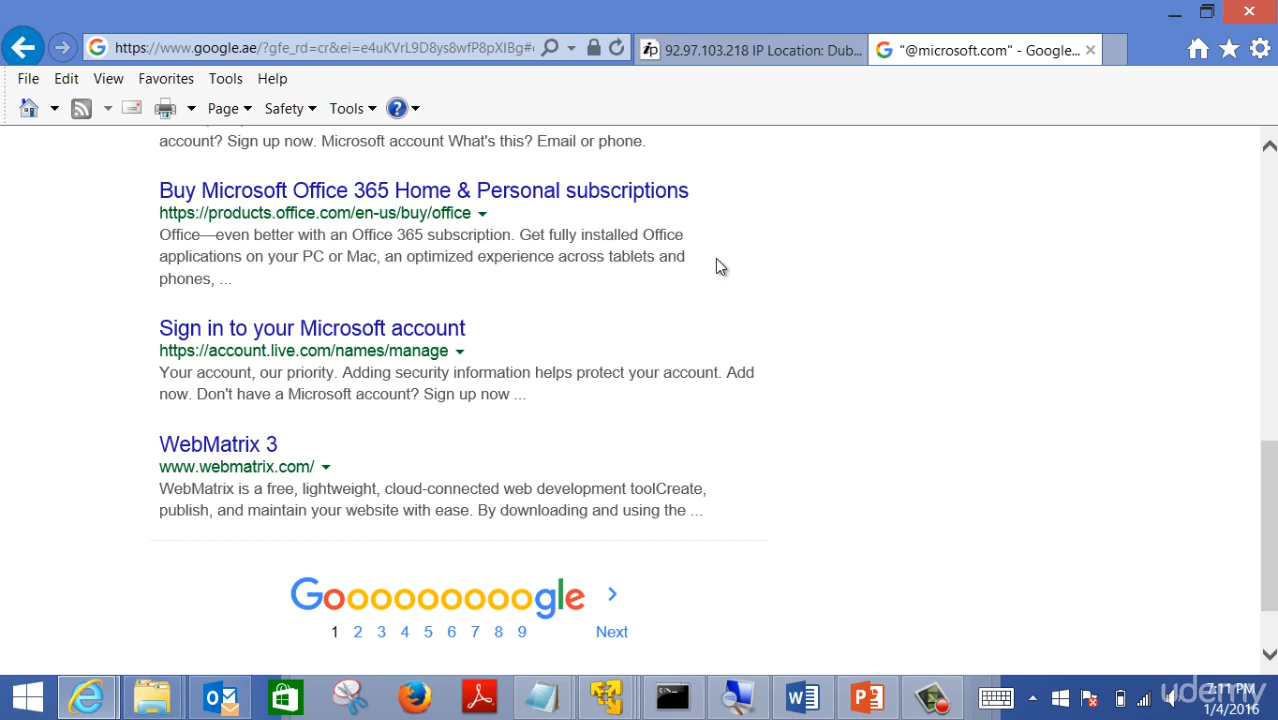 https://www.google.ae/?gfe_rd=cr&ei=e4uKVrL9D8ys8wfP8pXIBg#
92.97.103.218 IP Location: Dub...
"@microsoft.com" - Google...
File Edit View Favorites Tools Help
Page Safety Tools
account? Sign up now. Microsoft account What's this? Email or phone.
Buy Microsoft Office 365 Home & Personal subscriptions
https://products.office.com/en-us/buy/office
Office—even better with an Office 365 subscription. Get fully installed Office
applications on your PC or Mac, an optimized experience across tablets and
phones, ...
Sign in to your Microsoft account
https://account.live.com/names/manage
Your account, our priority. Adding security information helps protect your account. Add
now. Don't have a Microsoft account? Sign up now ...
WebMatrix 3
www.webmatrix.com/
WebMatrix is a free, lightweight, cloud-connected web development toolCreate,
publish, and maintain your website with ease. By downloading and using the ...
Gooooooooogle
1 2 3 4 5 6 7 8 9 Next
7:11 PM
1/4/2016
udemy